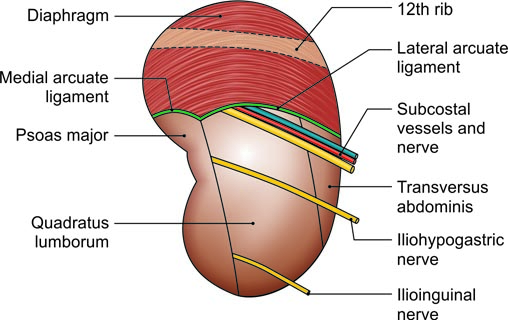 Diaphragm
Medial arcuate
ligament
Psoas major
Quadratus
lumborum
12th rib
Lateral arcuate
ligament
Subcostal
vessels and
nerve
Transversus
abdominis
Iliohypogastric
nerve
Ilioinguinal
nerve